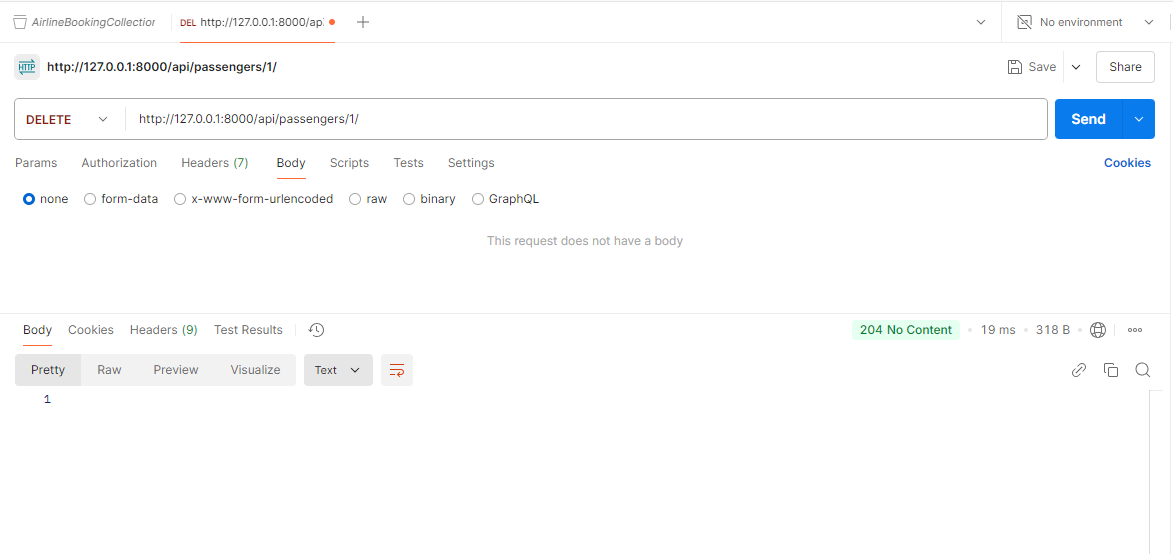 AirlineBookingCollection
DEL http://127.0.0.1:8000/ap
No environment
HTTP http://127.0.0.1:8000/api/passengers/1/
Save
Share
DELETE
http://127.0.0.1:8000/api/passengers/1/
Send
Params Authorization Headers (7) Body Scripts Tests Settings
Cookies
none form-data x-www-form-urlencoded raw binary GraphQL
This request does not have a body
Body Cookies Headers (9) Test Results
204 No Content • 19 ms • 318 B
Pretty Raw Preview Visualize Text
1